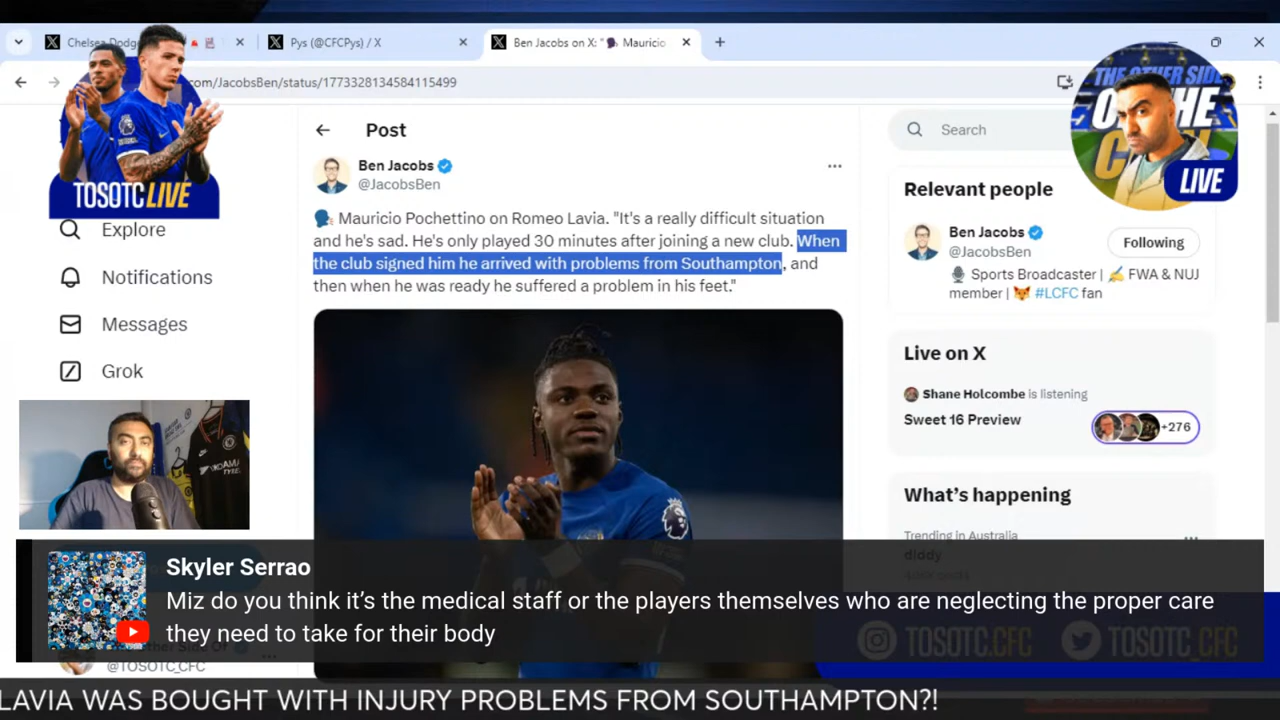 Chelsea Dodg
Pys (@CFCPys) / X
Ben Jacobs on X: "🗣️ Mauricio
com/JacobsBen/status/1773328134584115499
TOSOTC LIVE
Explore
Notifications
Messages
Grok
@TOSOTC_CFC
Post
Ben Jacobs
@JacobsBen
🗣️ Mauricio Pochettino on Romeo Lavia. "It's a really difficult situation
and he's sad. He's only played 30 minutes after joining a new club. When
the club signed him he arrived with problems from Southampton, and
then when he was ready he suffered a problem in his feet."
THE OTHER SIDE
LIVE
Search
Relevant people
Ben Jacobs
@JacobsBen
Following
🎙️ Sports Broadcaster | ✍️ FWA & NUJ
member | 🦊 #LCFC fan
Live on X
Shane Holcombe is listening
Sweet 16 Preview
+276
What's happening
Trending in Australia
diddy
Skyler Serrao
Miz do you think it's the medical staff or the players themselves who are neglecting the proper care
they need to take for their body
TOSOTC.CFC
TOSOTC_CFC
LAVIA WAS BOUGHT WITH INJURY PROBLEMS FROM SOUTHAMPTON?!